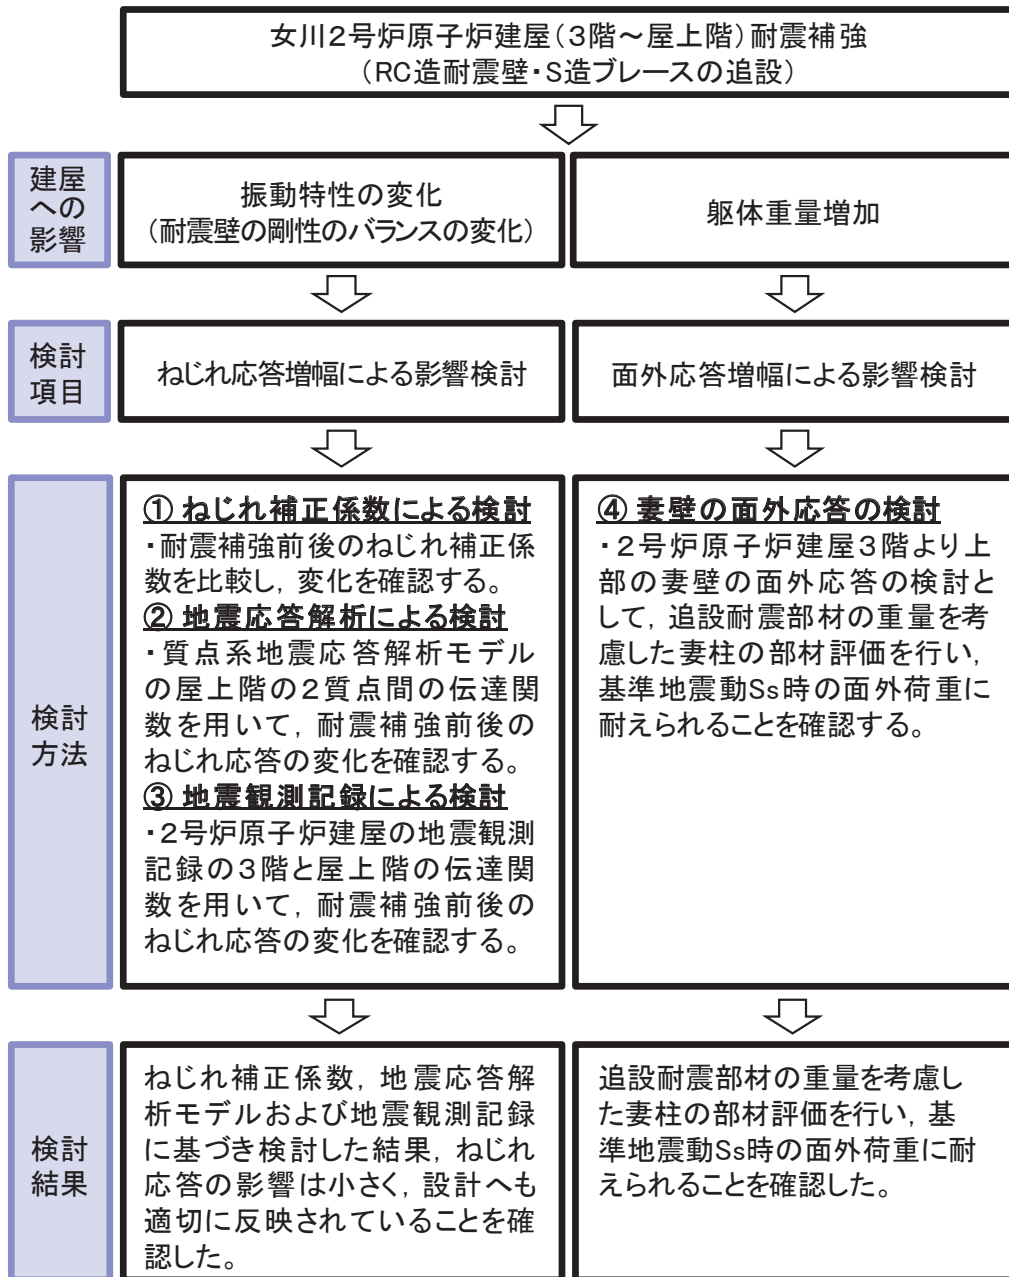 女川2号炉原子炉建屋(3階～屋上階)耐震補強
(RC造耐震壁・S造ブレースの追設)
建屋
への
影響
振動特性の変化
(耐震壁の剛性のバランスの変化)
躯体重量増加
検討
項目
ねじれ応答増幅による影響検討
面外応答増幅による影響検討
検討
方法
① ねじれ補正係数による検討
・耐震補強前後のねじれ補正係
数を比較し，変化を確認する。
② 地震応答解析による検討
・質点系地震応答解析モデル
の屋上階の2質点間の伝達関
数を用いて，耐震補強前後の
ねじれ応答の変化を確認する。
③ 地震観測記録による検討
・2号炉原子炉建屋の地震観測
記録の3階と屋上階の伝達関
数を用いて，耐震補強前後の
ねじれ応答の変化を確認する。
④ 妻壁の面外応答の検討
・2号炉原子炉建屋3階より上
部の妻壁の面外応答の検討と
して，追設耐震部材の重量を考
慮した妻柱の部材評価を行い，
基準地震動Ss時の面外荷重に
耐えられることを確認する。
検討
結果
ねじれ補正係数，地震応答解
析モデルおよび地震観測記録
に基づき検討した結果，ねじれ
応答の影響は小さく，設計へも
適切に反映されていることを確
認した。
追設耐震部材の重量を考慮し
た妻柱の部材評価を行い，基
準地震動Ss時の面外荷重に耐
えられることを確認した。